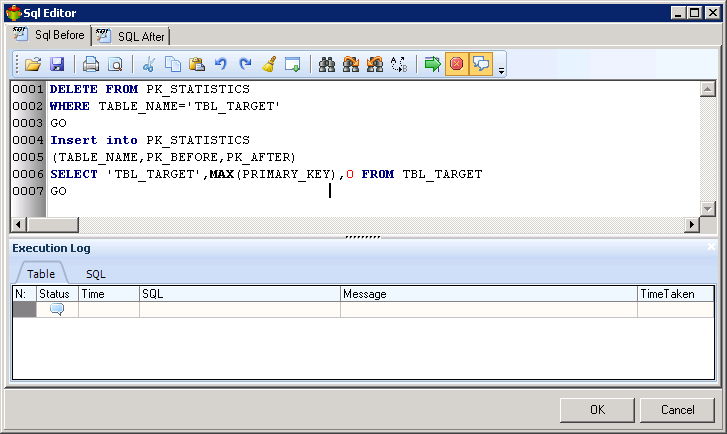 Sql Editor
Sql Before
SQL After
0001 DELETE FROM PK_STATISTICS
0002 WHERE TABLE_NAME='TBL_TARGET'
0003 GO
0004 Insert into PK_STATISTICS
0005 (TABLE_NAME,PK_BEFORE,PK_AFTER)
0006 SELECT 'TBL_TARGET',MAX(PRIMARY_KEY),0 FROM TBL_TARGET
0007 GO
Execution Log
Table SQL
N: Status Time SQL Message TimeTaken
OK Cancel